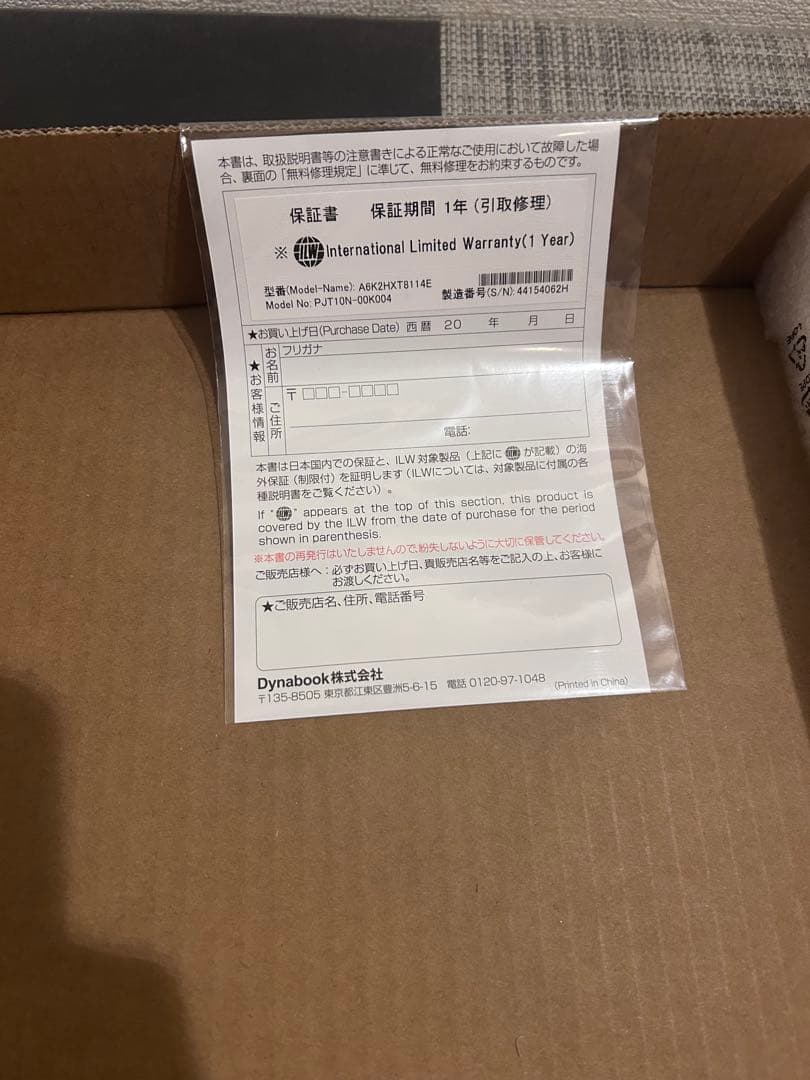 本書は、取扱説明書等の注意書きによる正常なご使用において故障した場
合、裏面の「無料修理規定」に準じて、無料修理をお約束するものです。
保証書 保証期間 1年 (引取修理)
※ ILW International Limited Warranty(1 Year)
型番(Model-Name): A6K2HXT8114E
Model No: PJT10N-00K004 製造番号(S/N): 44154062H
★お買い上げ日(Purchase Date) 西暦 20 年 月 日
★お客様情報
お名前
フリガナ
ご住所
〒□□□-□□□□
電話:
本書は日本国内での保証と、ILW対象製品(上記に ILW が記載)の海
外保証(制限付)を証明します(ILWについては、対象製品に付属の各
種説明書をご覧ください)。
If "ILW" appears at the top of this section, this product is
covered by the ILW from the date of purchase for the period
shown in parenthesis.
※本書の再発行はいたしませんので、紛失しないように大切に保管してください。
ご販売店様へ:必ずお買い上げ日、貴販売店名等をご記入の上、お客様に
お渡しください。
★ご販売店名、住所、電話番号
Dynabook株式会社
〒135-8505 東京都江東区豊洲5-6-15 電話 0120-97-1048 (Printed in China)